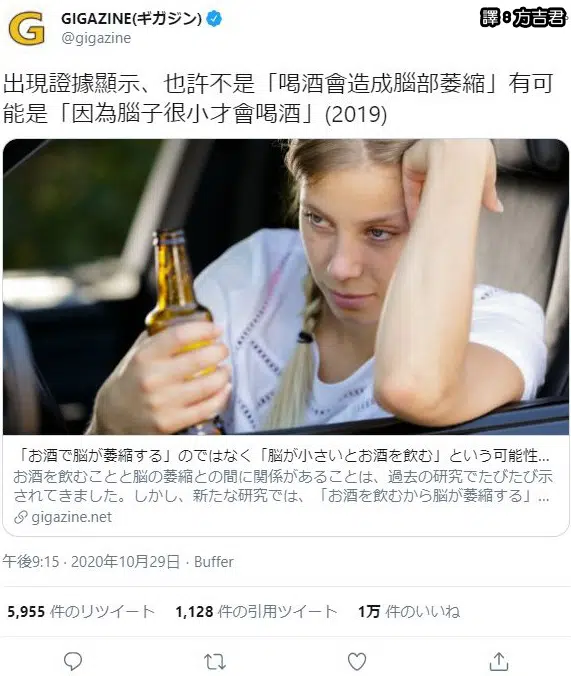 GIGAZINE(ギガジン)
@gigazine
譯8方吉君
出現證據顯示、也許不是「喝酒會造成腦部萎縮」有可
能是「因為腦子很小才會喝酒」(2019)
「お酒で脳が萎縮する」のではなく「脳が小さいとお酒を飲む」という可能性...
お酒を飲むことと脳の萎縮との間に関係があることは、過去の研究でたびたび示
されてきました。しかし、新たな研究では、「お酒を飲むから脳が萎縮する」...
gigazine.net
午後9:15 · 2020年10月29日 · Buffer
5,955 件のリツイート 1,128 件の引用ツイート 1万 件のいいね